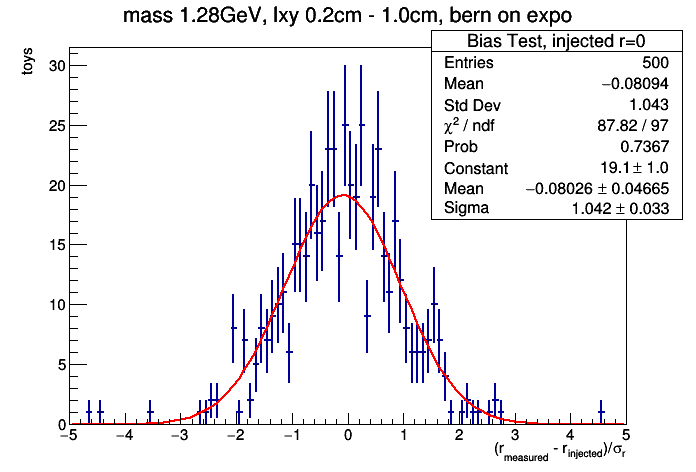 mass 1.28GeV, lxy 0.2cm - 1.0cm, bern on expo
toys
Bias Test, injected r=0
Entries 500
Mean −0.08094
Std Dev 1.043
χ² / ndf 87.82 / 97
Prob 0.7367
Constant 19.1 ± 1.0
Mean −0.08026 ± 0.04665
Sigma 1.042 ± 0.033
30
25
20
15
10
5
0
−5 −4 −3 −2 −1 0 1 2 3 4 5
(r_measured - r_injected)/σ_r